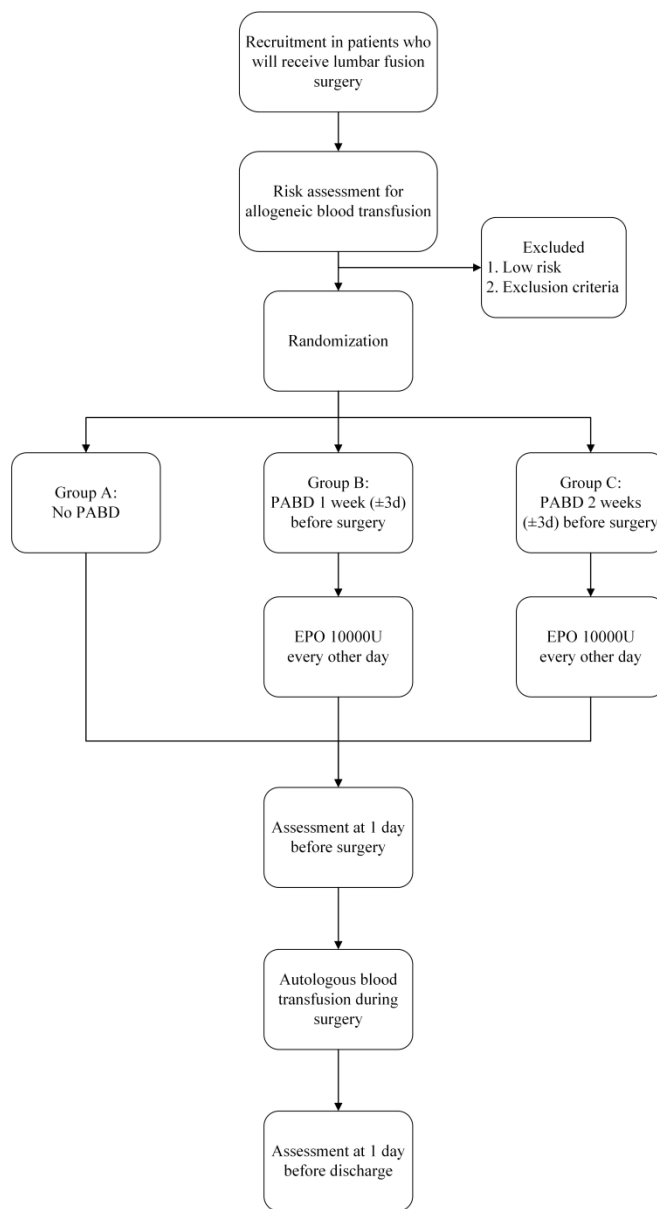 Recruitment in patients who
will receive lumbar fusion
surgery
Risk assessment for
allogeneic blood transfusion
Excluded
1. Low risk
2. Exclusion criteria
Randomization
Group A:
No PABD
Group B:
PABD 1 week (±3d)
before surgery
Group C:
PABD 2 weeks
(±3d) before surgery
EPO 10000U
every other day
EPO 10000U
every other day
Assessment at 1 day
before surgery
Autologous blood
transfusion during
surgery
Assessment at 1 day
before discharge